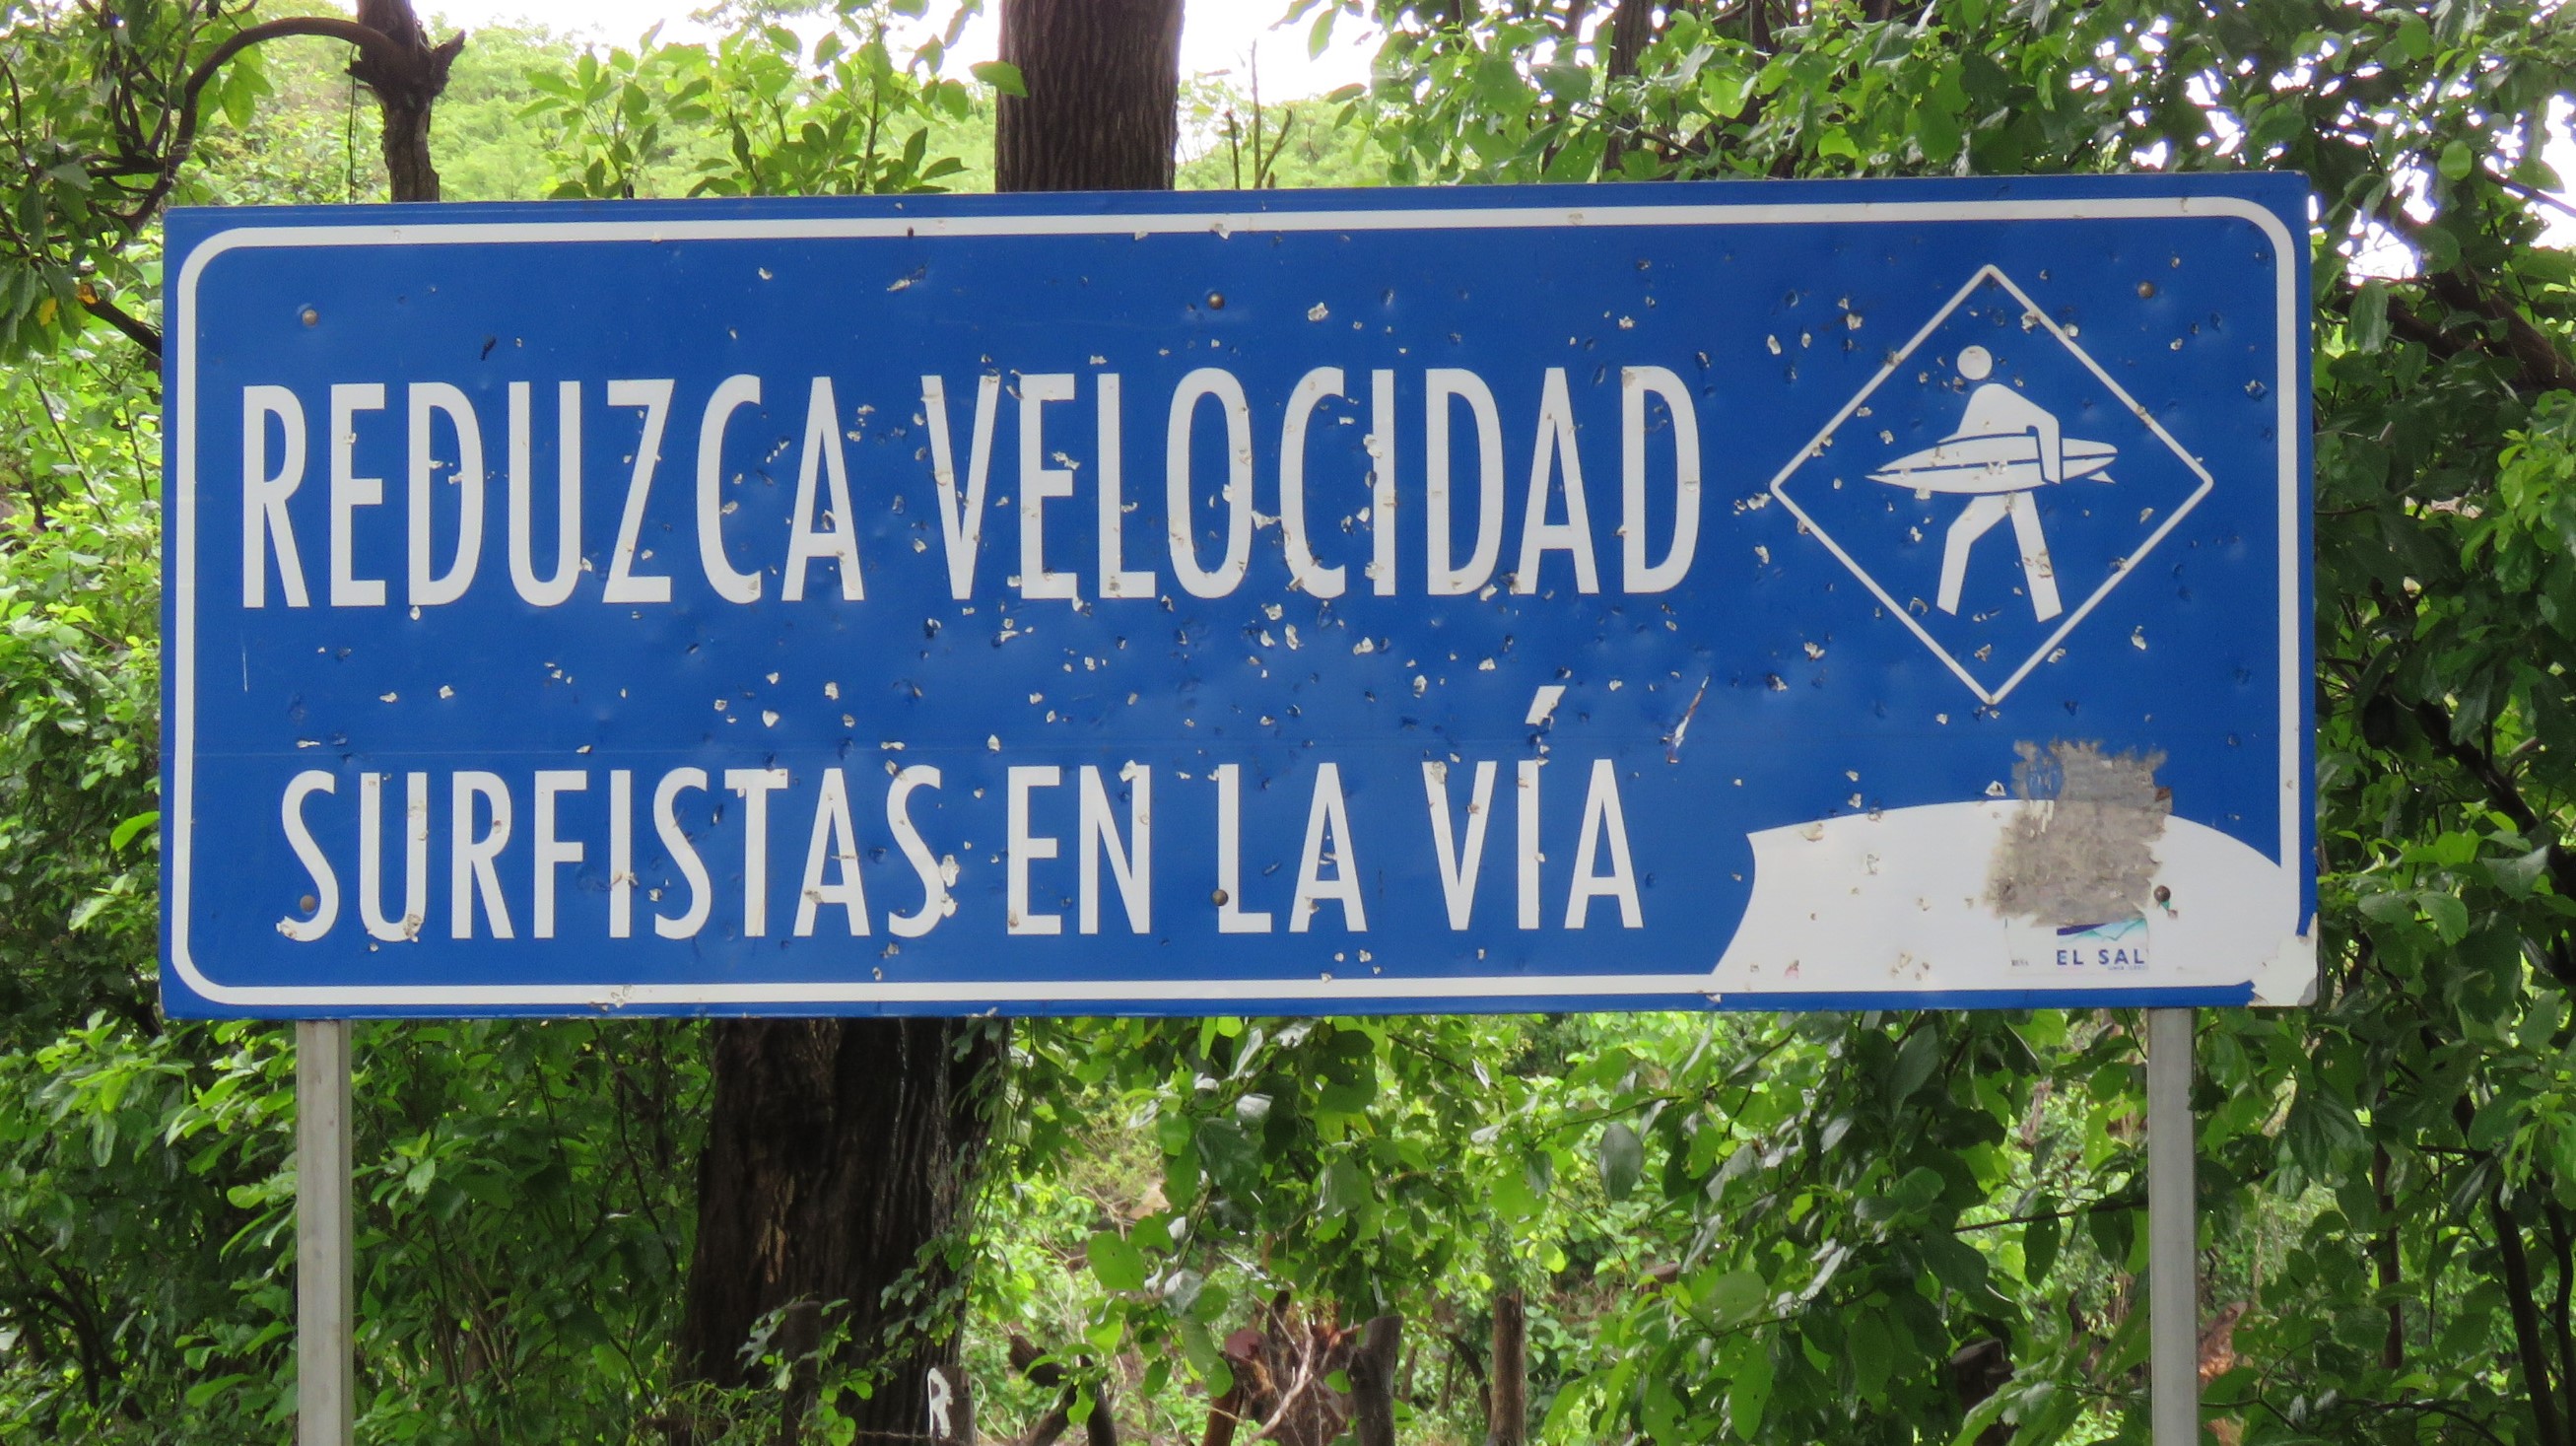 REDUZCA VELOCIDAD
SURFISTAS EN LA VÍA
EL SAL
R